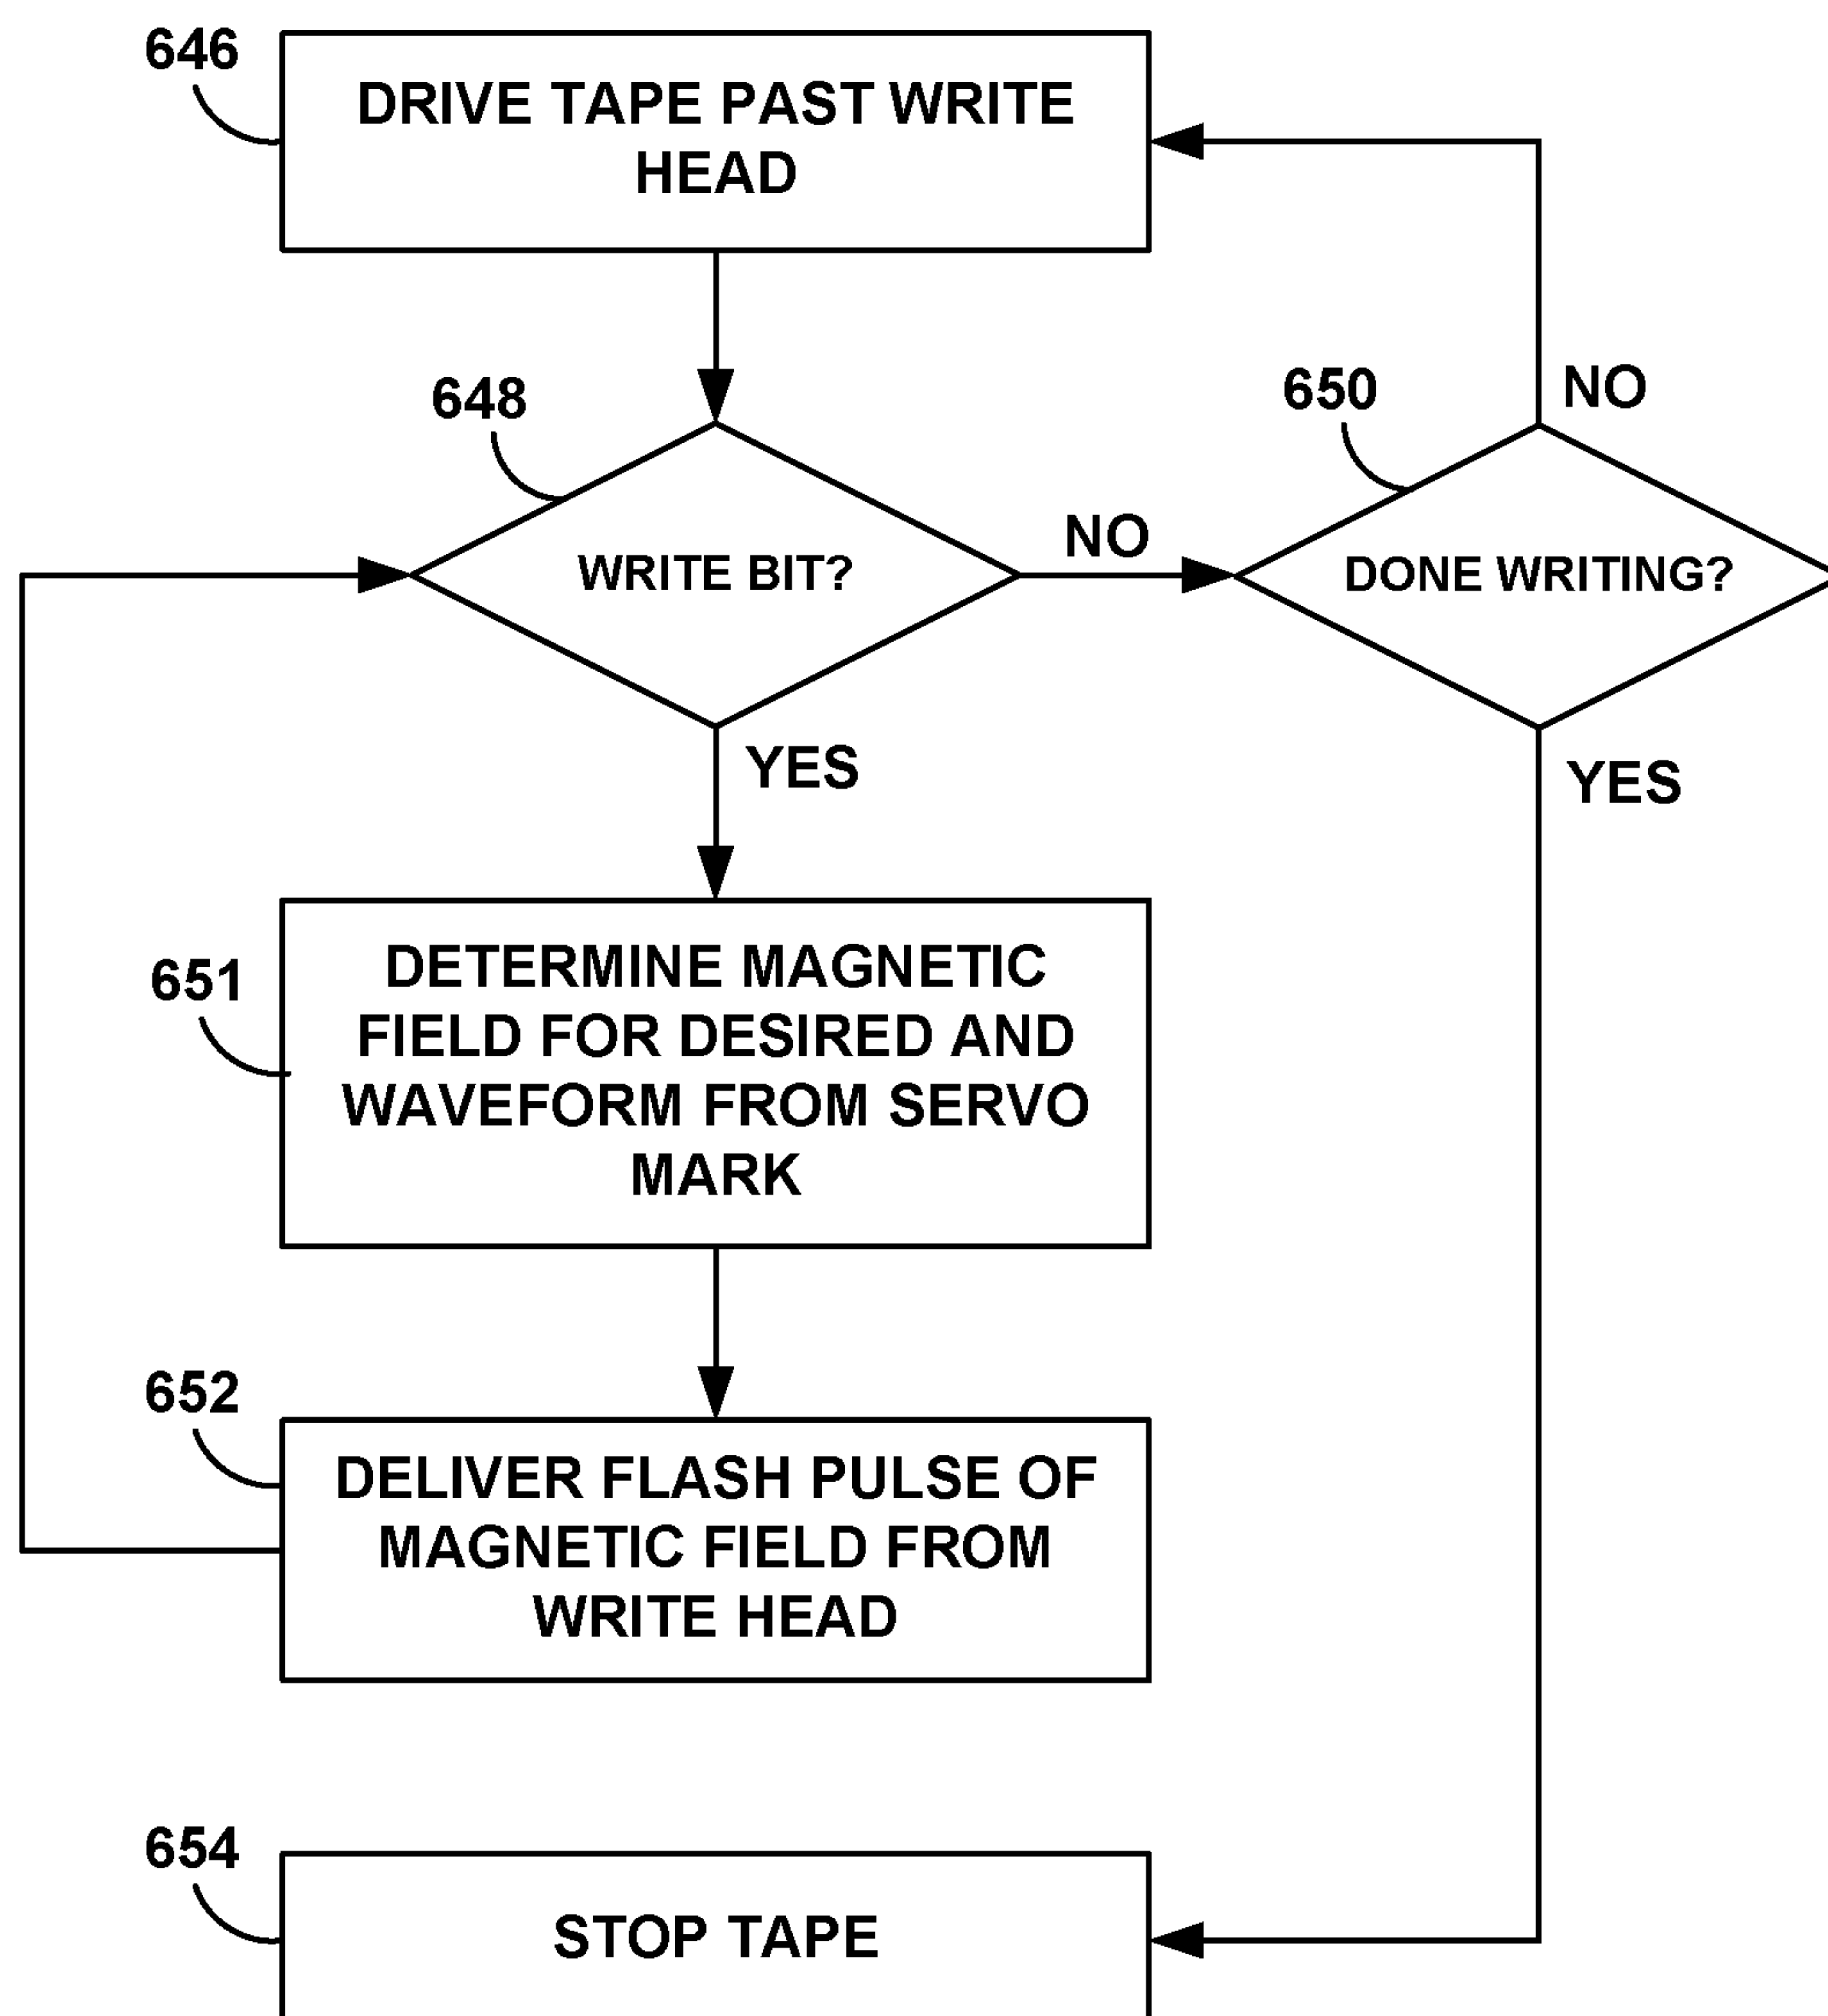 646
DRIVE TAPE PAST WRITE
HEAD
648
WRITE BIT?
NO
650
NO
DONE WRITING?
YES
YES
651
DETERMINE MAGNETIC
FIELD FOR DESIRED AND
WAVEFORM FROM SERVO
MARK
652
DELIVER FLASH PULSE OF
MAGNETIC FIELD FROM
WRITE HEAD
654
STOP TAPE